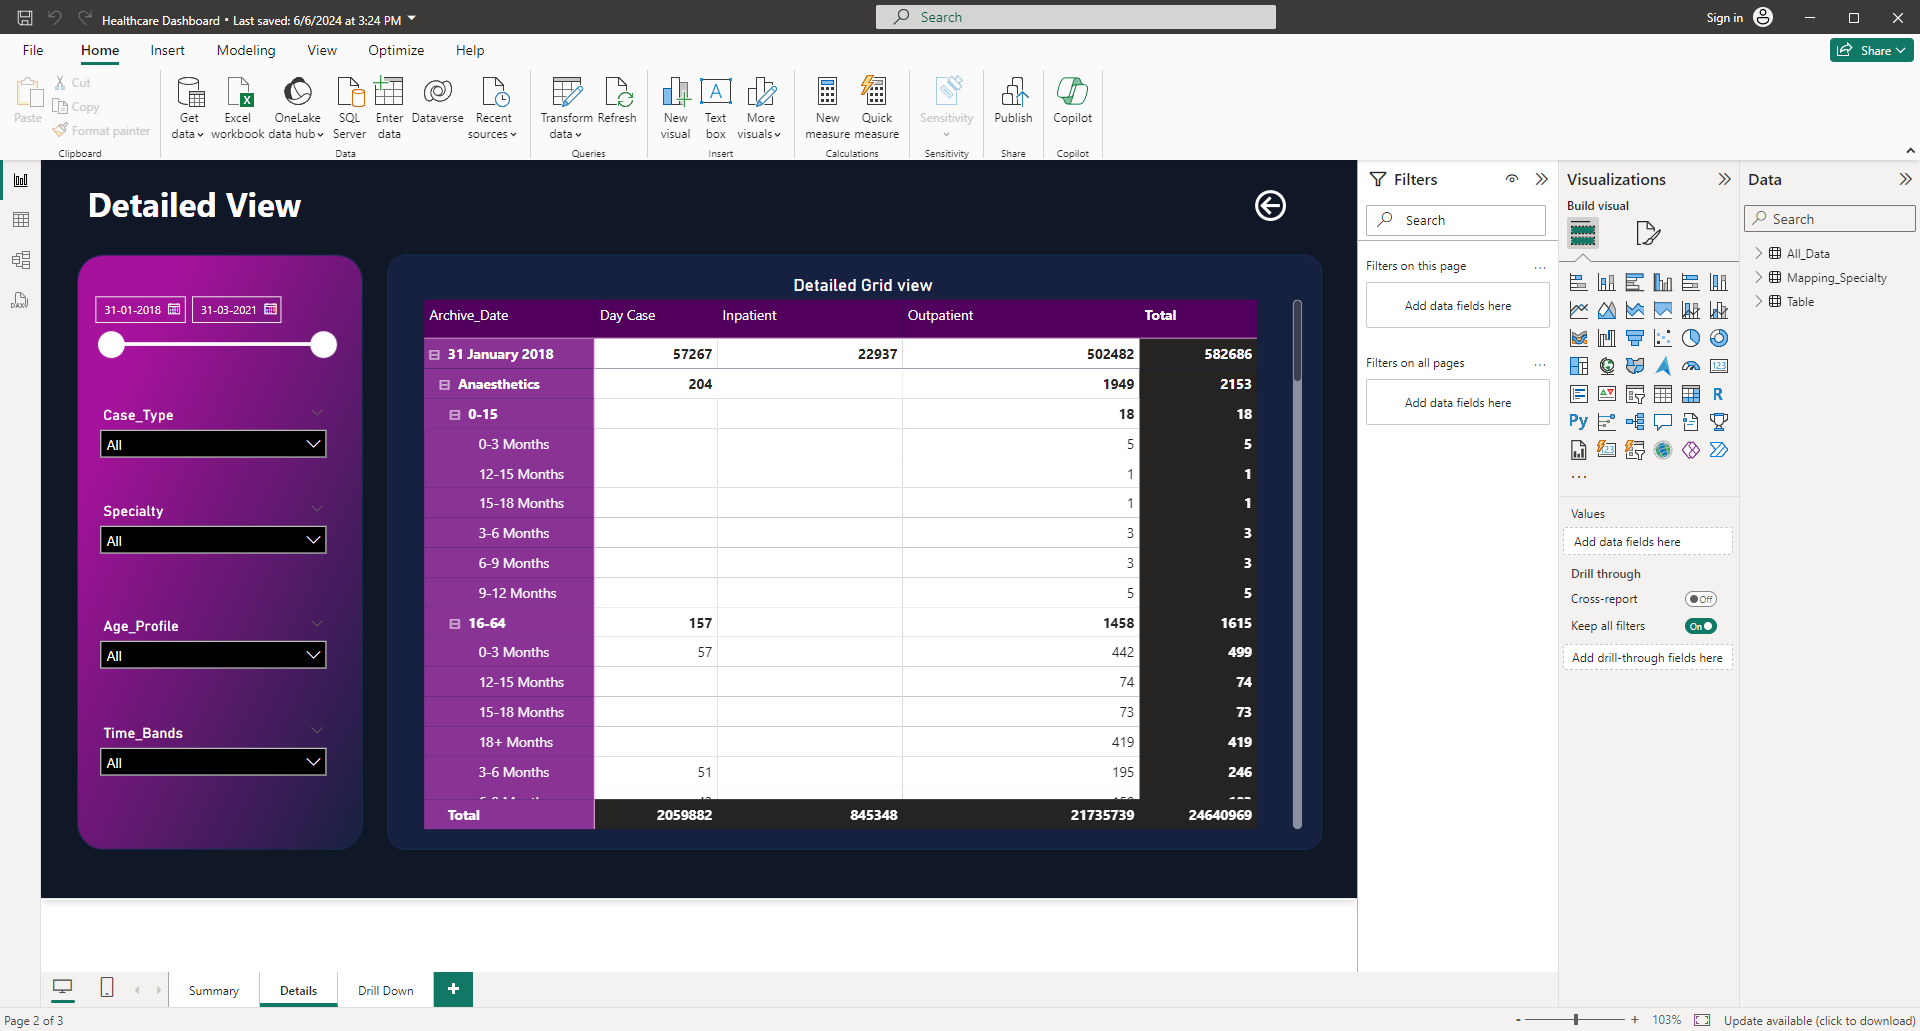 Healthcare Dashboard • Last saved: 6/6/2024 at 3:24 PM
Search
Sign in
File
Home
Insert
Modeling
View
Optimize
Help
Share
Paste
Cut
Copy
Format painter
Clipboard
Get data
Excel workbook
OneLake data hub
SQL Server
Enter data
Dataverse
Recent sources
Data
Transform data
Refresh
Queries
New visual
Text box
More visuals
Insert
New measure
Quick measure
Calculations
Sensitivity
Sensitivity
Publish
Share
Copilot
Copilot
Detailed View
31-01-2018
31-03-2021
Case_Type
All
Specialty
All
Age_Profile
All
Time_Bands
All
Detailed Grid view
Archive_Date Day Case Inpatient Outpatient Total
31 January 2018 57267 22937 502482 582686
Anaesthetics 204 1949 2153
0-15 18 18
0-3 Months 5 5
12-15 Months 1 1
15-18 Months 1 1
3-6 Months 3 3
6-9 Months 3 3
9-12 Months 5 5
16-64 157 1458 1615
0-3 Months 57 442 499
12-15 Months 74 74
15-18 Months 73 73
18+ Months 419 419
3-6 Months 51 195 246
Total 2059882 845348 21735739 24640969
Filters
Search
Filters on this page
...
Add data fields here
Filters on all pages
...
Add data fields here
Visualizations
Build visual
123
R
Py
123
...
Values
Add data fields here
Drill through
Cross-report
Off
Keep all filters
On
Add drill-through fields here
Data
Search
All_Data
Mapping_Specialty
Table
DAX
Summary
Details
Drill Down
+
Page 2 of 3
- + 103%
Update available (click to download)